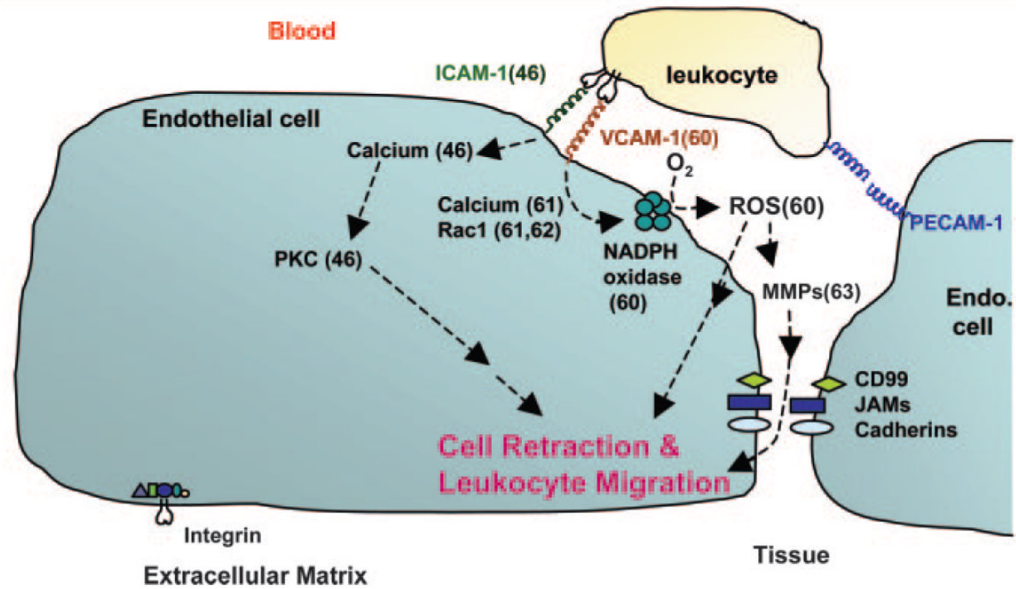 Blood
ICAM-1(46)
leukocyte
Endothelial cell
VCAM-1(60)
Calcium (46)
O2
Calcium (61)
Rac1 (61,62)
ROS(60)
PECAM-1
PKC (46)
NADPH
oxidase
(60)
MMPs(63)
Endo.
cell
CD99
JAMs
Cadherins
Cell Retraction &
Leukocyte Migration
Integrin
Tissue
Extracellular Matrix